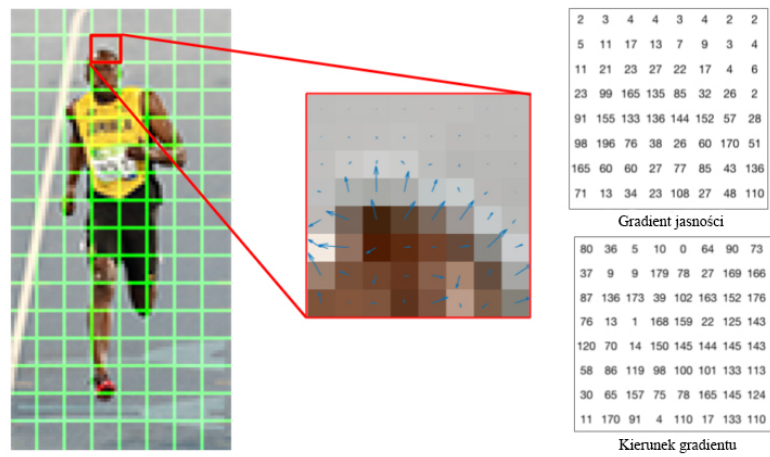 2 3 4 4 3 4 2 2
5 11 17 13 7 9 3 4
11 21 23 27 22 17 4 6
23 99 165 135 85 32 26 2
91 155 133 136 144 152 57 28
98 196 76 38 26 60 170 51
165 60 60 27 77 85 43 136
71 13 34 23 108 27 48 110
Gradient jasności
80 36 5 10 0 64 90 73
37 9 9 179 78 27 169 166
87 136 173 39 102 163 152 176
76 13 1 168 159 22 125 143
120 70 14 150 145 144 145 143
58 86 119 98 100 101 133 113
30 65 157 75 78 165 145 124
11 170 91 4 110 17 133 110
Kierunek gradientu